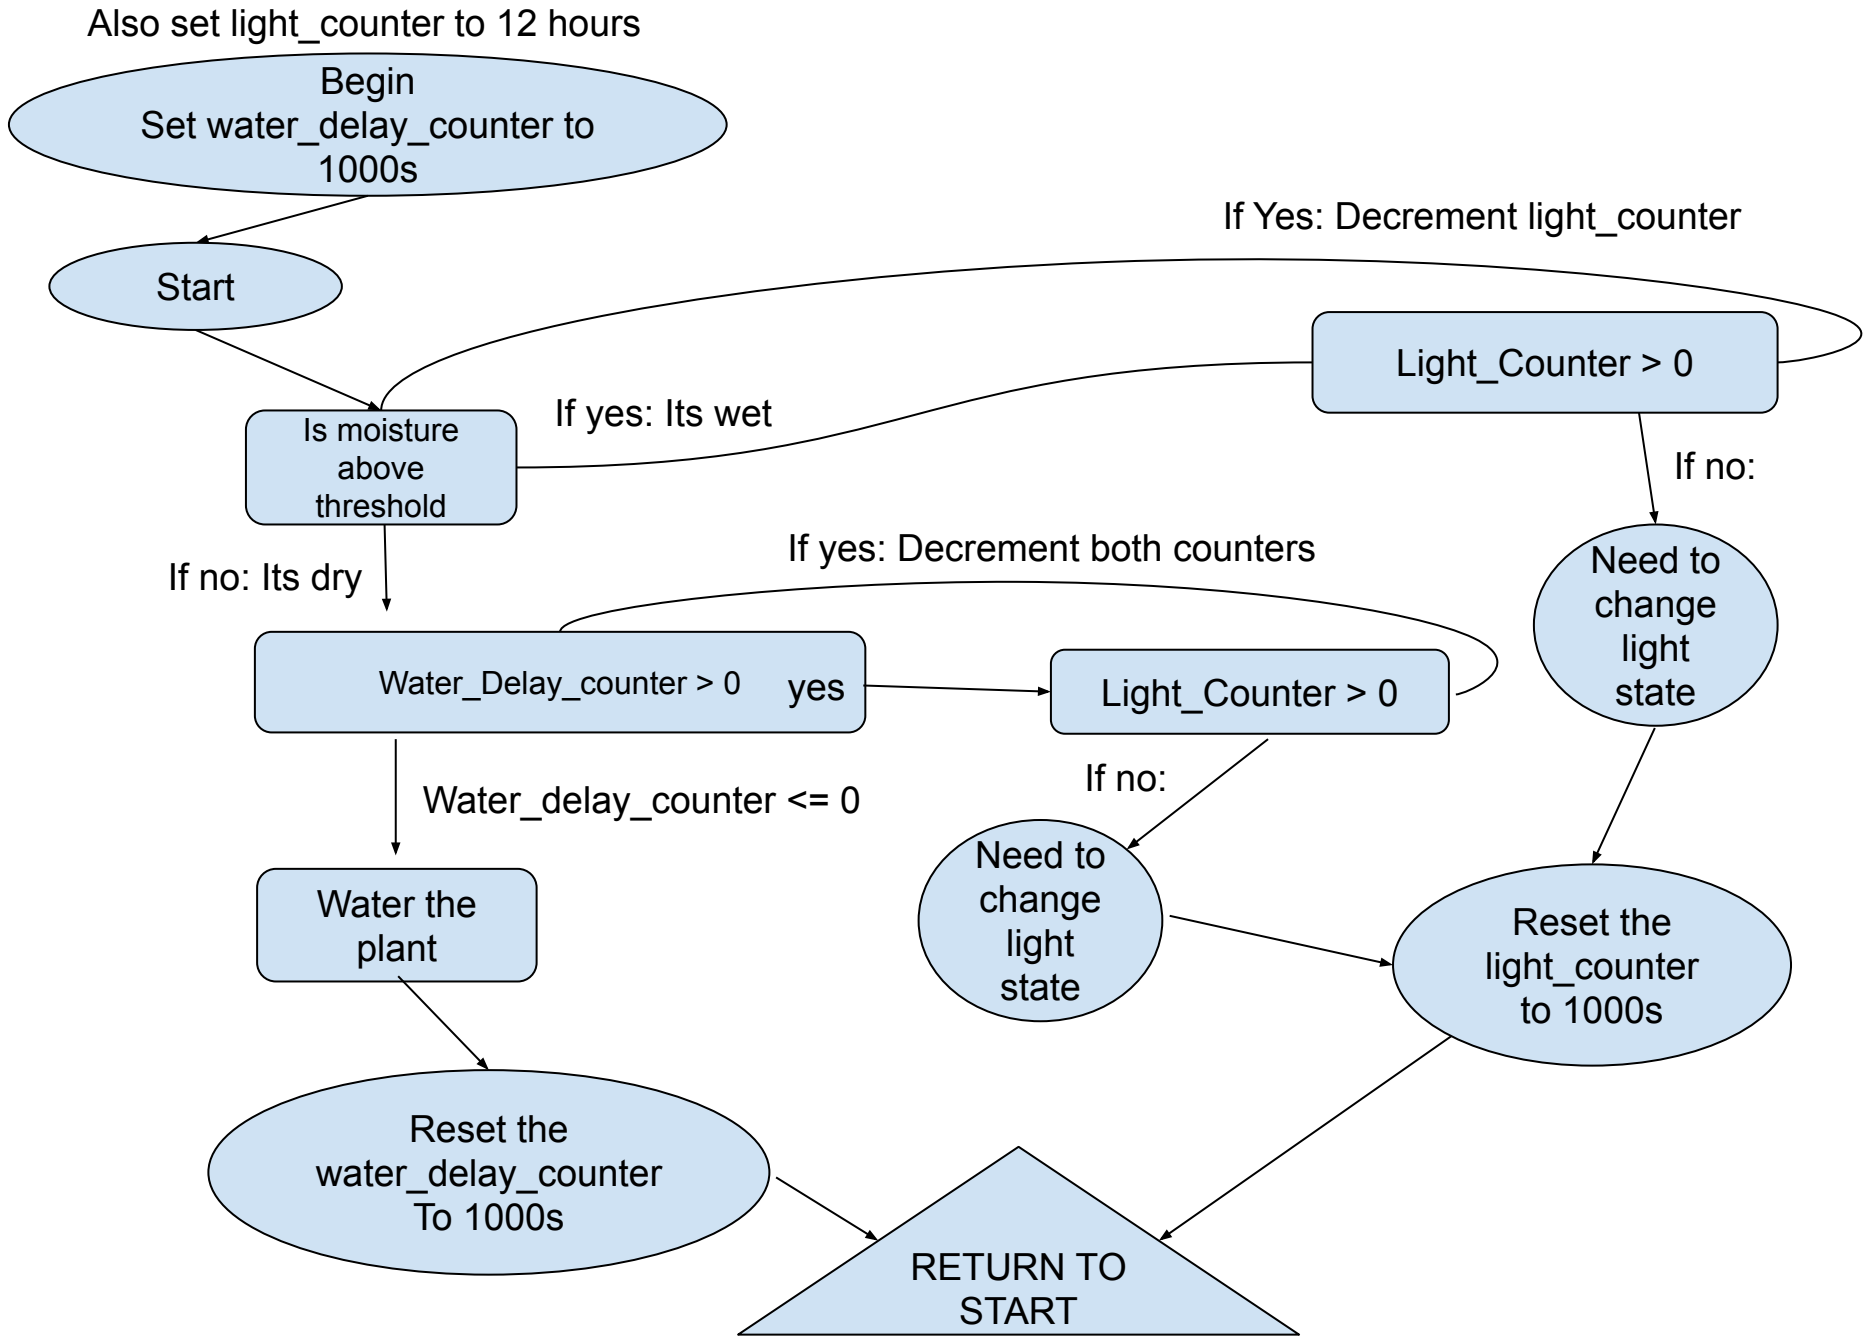 Also set light_counter to 12 hours
Begin
Set water_delay_counter to
1000s
If Yes: Decrement light_counter
Start
Light_Counter > 0
If yes: Its wet
Is moisture
above
threshold
If no:
If yes: Decrement both counters
If no: Its dry
Need to
change
light
state
Water_Delay_counter > 0
yes
Light_Counter > 0
If no:
Water_delay_counter <= 0
Need to
change
light
state
Water the
plant
Reset the
light_counter
to 1000s
Reset the
water_delay_counter
To 1000s
RETURN TO
START